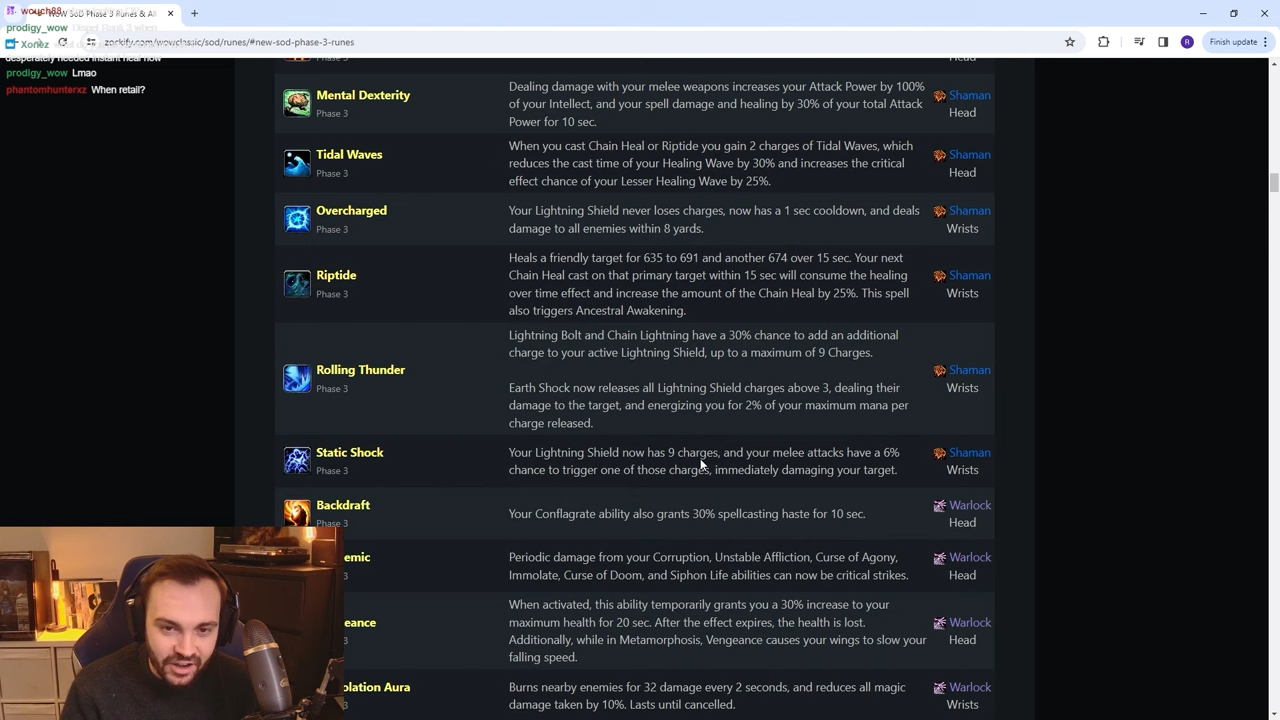 wouch88
WoW SoD Phase 3 Runes & All
prodigy_wow Dispel Rank 3 when
zockify.com/wowclassic/sod/runes/#new-sod-phase-3-runes
R
Finish update
Xonez
desperately needed instant heal now
prodigy_wow Lmao
phantomhunterxz When retail?
Head
Mental Dexterity
Phase 3
Dealing damage with your melee weapons increases your Attack Power by 100%
of your Intellect, and your spell damage and healing by 30% of your total Attack
Power for 10 sec.
Shaman
Head
Tidal Waves
Phase 3
When you cast Chain Heal or Riptide you gain 2 charges of Tidal Waves, which
reduces the cast time of your Healing Wave by 30% and increases the critical
effect chance of your Lesser Healing Wave by 25%.
Shaman
Head
Overcharged
Phase 3
Your Lightning Shield never loses charges, now has a 1 sec cooldown, and deals
damage to all enemies within 8 yards.
Shaman
Wrists
Riptide
Phase 3
Heals a friendly target for 635 to 691 and another 674 over 15 sec. Your next
Chain Heal cast on that primary target within 15 sec will consume the healing
over time effect and increase the amount of the Chain Heal by 25%. This spell
also triggers Ancestral Awakening.
Shaman
Wrists
Rolling Thunder
Phase 3
Lightning Bolt and Chain Lightning have a 30% chance to add an additional
charge to your active Lightning Shield, up to a maximum of 9 Charges.
Earth Shock now releases all Lightning Shield charges above 3, dealing their
damage to the target, and energizing you for 2% of your maximum mana per
charge released.
Shaman
Wrists
Static Shock
Phase 3
Your Lightning Shield now has 9 charges, and your melee attacks have a 6%
chance to trigger one of those charges, immediately damaging your target.
Shaman
Wrists
Backdraft
Phase 3
Your Conflagrate ability also grants 30% spellcasting haste for 10 sec.
Warlock
Head
emic
3
Periodic damage from your Corruption, Unstable Affliction, Curse of Agony,
Immolate, Curse of Doom, and Siphon Life abilities can now be critical strikes.
Warlock
Head
eance
3
When activated, this ability temporarily grants you a 30% increase to your
maximum health for 20 sec. After the effect expires, the health is lost.
Additionally, while in Metamorphosis, Vengeance causes your wings to slow your
falling speed.
Warlock
Head
olation Aura
3
Burns nearby enemies for 32 damage every 2 seconds, and reduces all magic
damage taken by 10%. Lasts until cancelled.
Warlock
Wrists